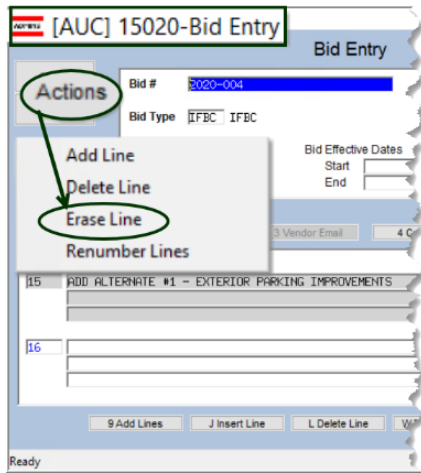 [AUC] 15020-Bid Entry
Bid Entry
Actions
Bid # 2020-004
Bid Type IFBC IFBC
Add Line
Delete Line
Erase Line
Renumber Lines
Bid Effective Dates
Start
End
3 Vendor Email
4
15 ADD ALTERNATE #1 - EXTERIOR PARKING IMPROVEMENTS
16
9 Add Lines
J Insert Line
L Delete Line
Ready